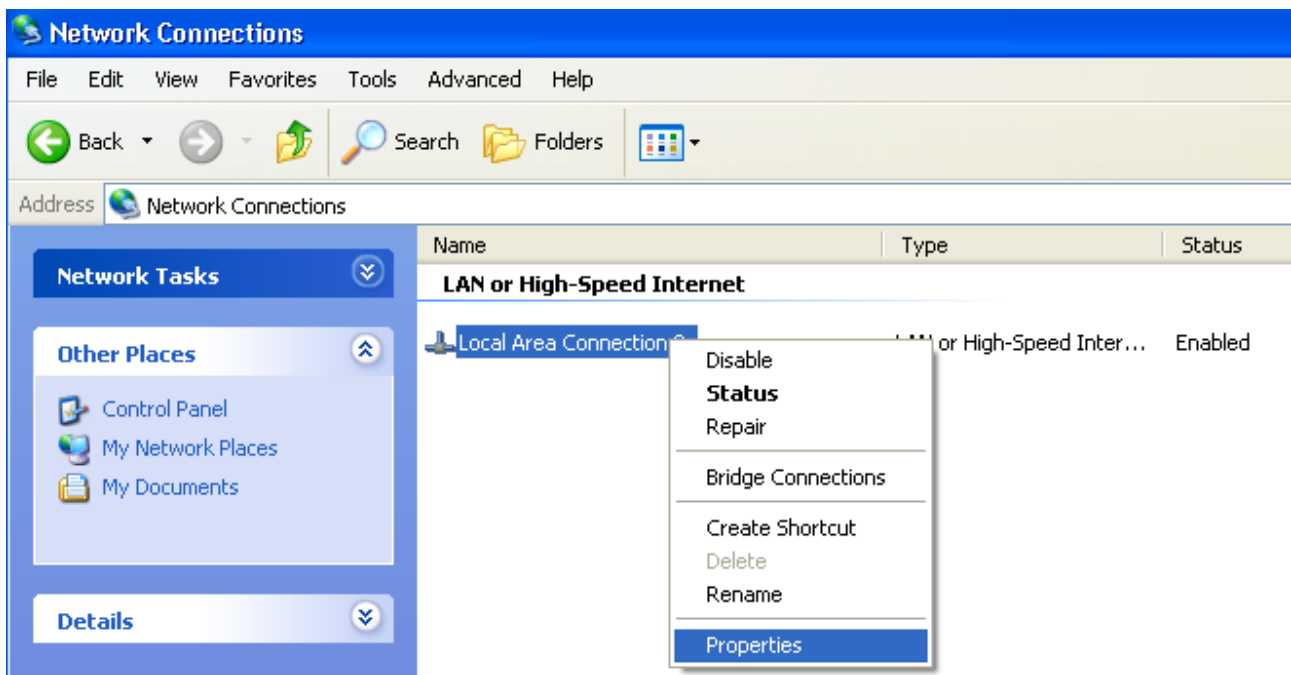 Network Connections
File Edit View Favorites Tools Advanced Help
Back Search Folders
Address Network Connections
Name Type Status
Network Tasks
LAN or High-Speed Internet
Other Places
Local Area Connection or High-Speed Inter... Enabled
Control Panel
My Network Places
My Documents
Details
Disable
Status
Repair
Bridge Connections
Create Shortcut
Delete
Rename
Properties